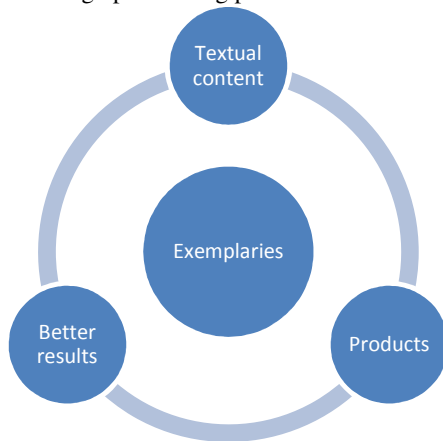 Textual
content
Exemplaries
Better
results
Products